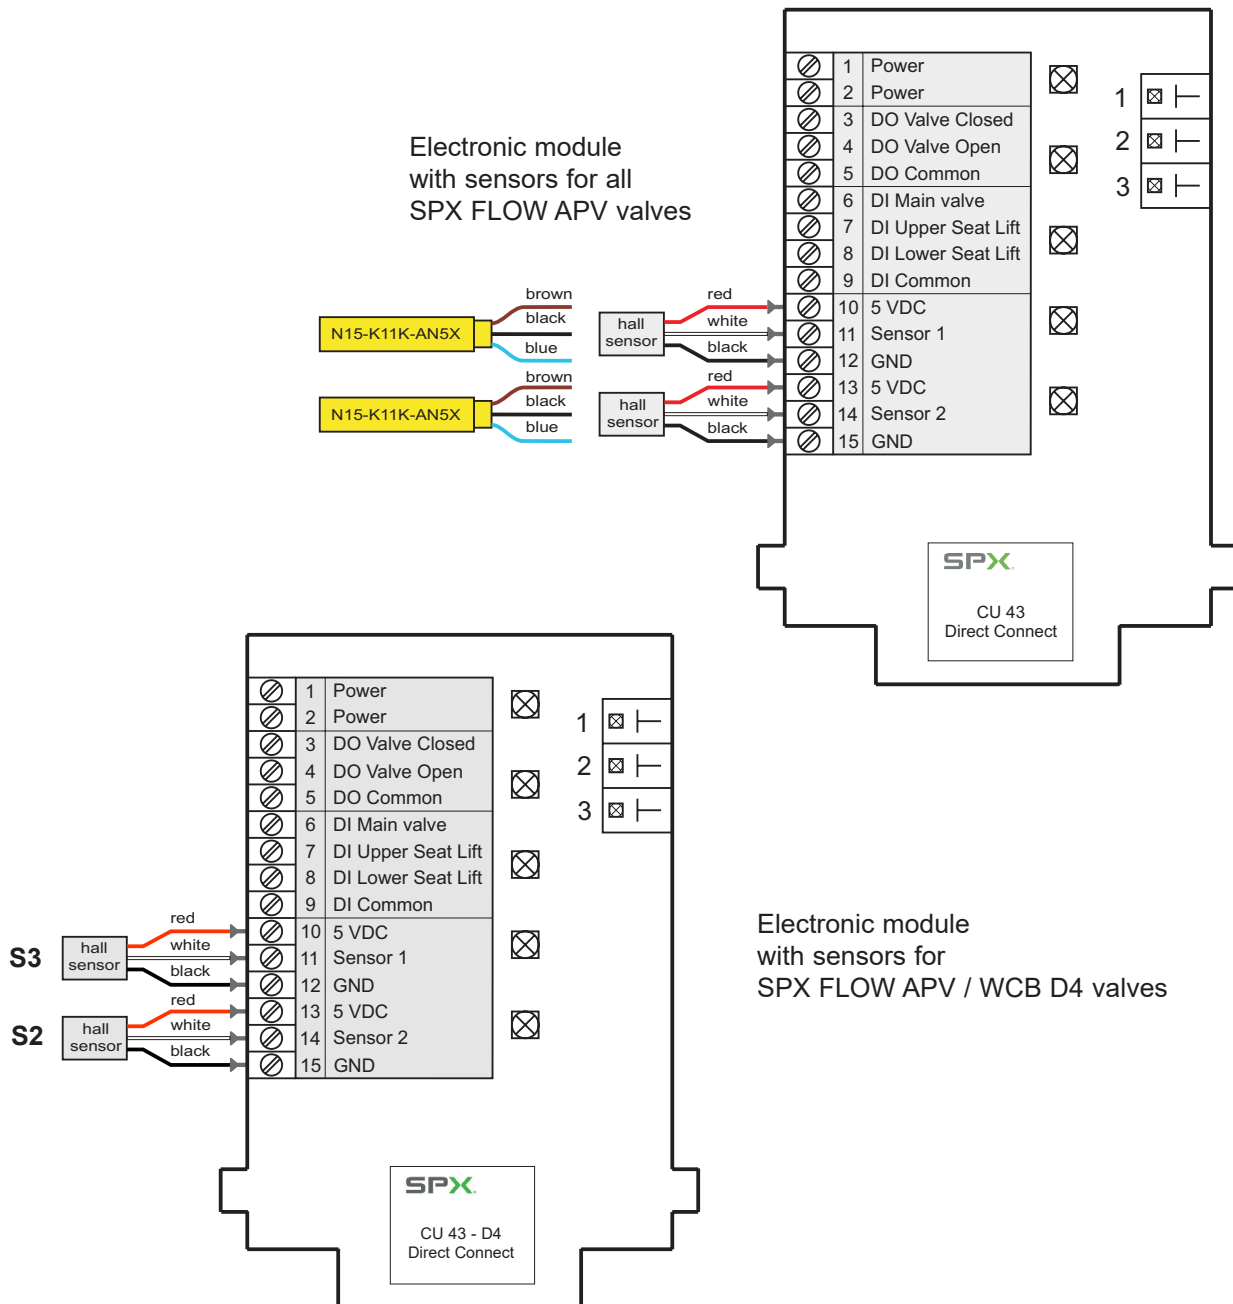 Electronic module
with sensors for all
SPX FLOW APV valves
1 Power
2 Power
3 DO Valve Closed
4 DO Valve Open
5 DO Common
6 DI Main valve
7 DI Upper Seat Lift
8 DI Lower Seat Lift
9 DI Common
10 5 VDC
11 Sensor 1
12 GND
13 5 VDC
14 Sensor 2
15 GND
1
2
3
N15-K11K-AN5X
brown
black
blue
hall
sensor
red
white
black
N15-K11K-AN5X
brown
black
blue
hall
sensor
red
white
black
SPX
CU 43
Direct Connect
1 Power
2 Power
3 DO Valve Closed
4 DO Valve Open
5 DO Common
6 DI Main valve
7 DI Upper Seat Lift
8 DI Lower Seat Lift
9 DI Common
10 5 VDC
11 Sensor 1
12 GND
13 5 VDC
14 Sensor 2
15 GND
1
2
3
S3
hall
sensor
red
white
black
S2
hall
sensor
red
white
black
Electronic module
with sensors for
SPX FLOW APV / WCB D4 valves
SPX
CU 43 - D4
Direct Connect